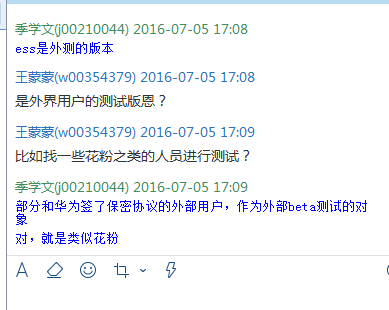 季学文(j00210044) 2016-07-05 17:08
ess是外测的版本
王蒙蒙(w00354379) 2016-07-05 17:08
是外界用户的测试版恩？
王蒙蒙(w00354379) 2016-07-05 17:09
比如找一些花粉之类的人员进行测试？
季学文(j00210044) 2016-07-05 17:09
部分和华为签了保密协议的外部用户，作为外部beta测试的对
象
对，就是类似花粉